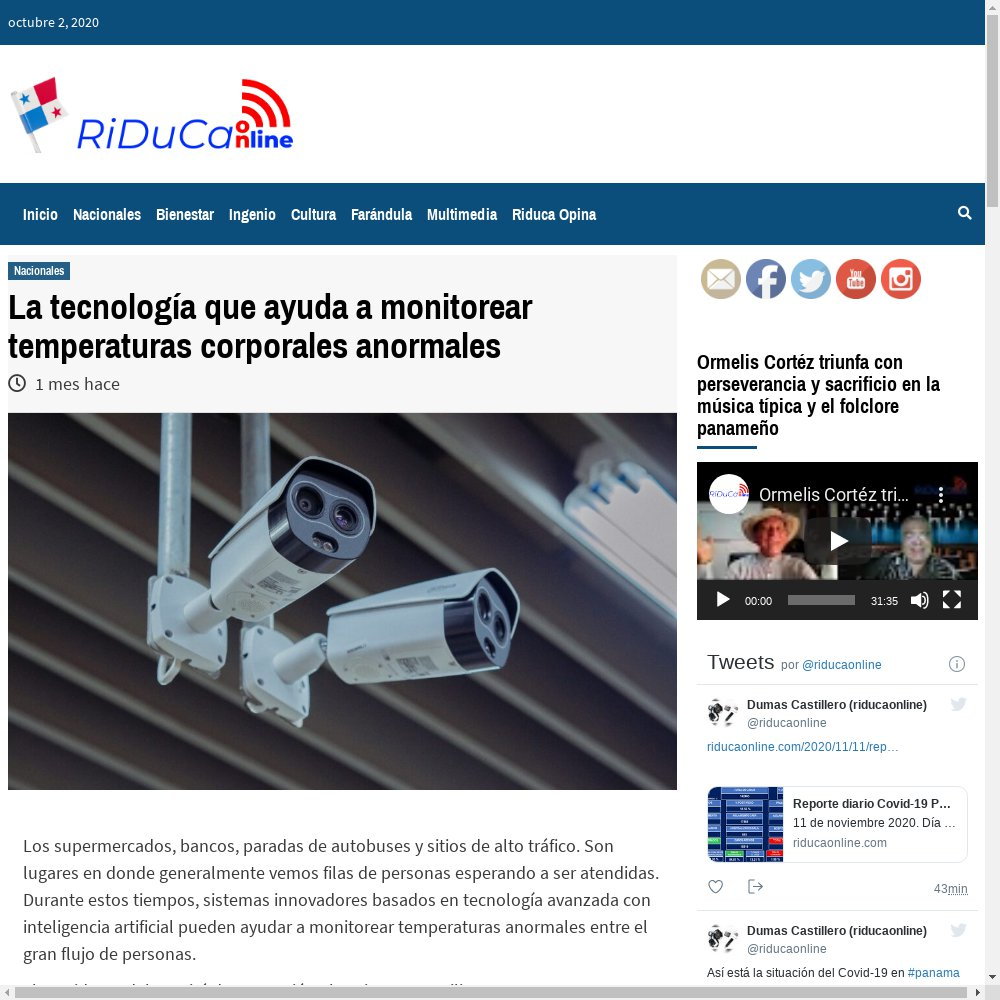 octubre 2, 2020
RiDuCa online
Inicio Nacionales Bienestar Ingenio Cultura Farándula Multimedia Riduca Opina
Nacionales
La tecnología que ayuda a monitorear
temperaturas corporales anormales
1 mes hace
Los supermercados, bancos, paradas de autobuses y sitios de alto tráfico. Son
lugares en donde generalmente vemos filas de personas esperando a ser atendidas.
Durante estos tiempos, sistemas innovadores basados en tecnología avanzada con
inteligencia artificial pueden ayudar a monitorear temperaturas anormales entre el
gran flujo de personas.
You Tube
Ormelis Cortéz triunfa con
perseverancia y sacrificio en la
música típica y el folclore
panameño
RiDuCa
Ormelis Cortéz tri...
00:00 31:35
Tweets por @riducaonline
Dumas Castillero (riducaonline)
@riducaonline
riducaonline.com/2020/11/11/rep…
Reporte diario Covid-19 P…
11 de noviembre 2020. Día …
riducaonline.com
43min
Dumas Castillero (riducaonline)
@riducaonline
Así está la situación del Covid-19 en #panama